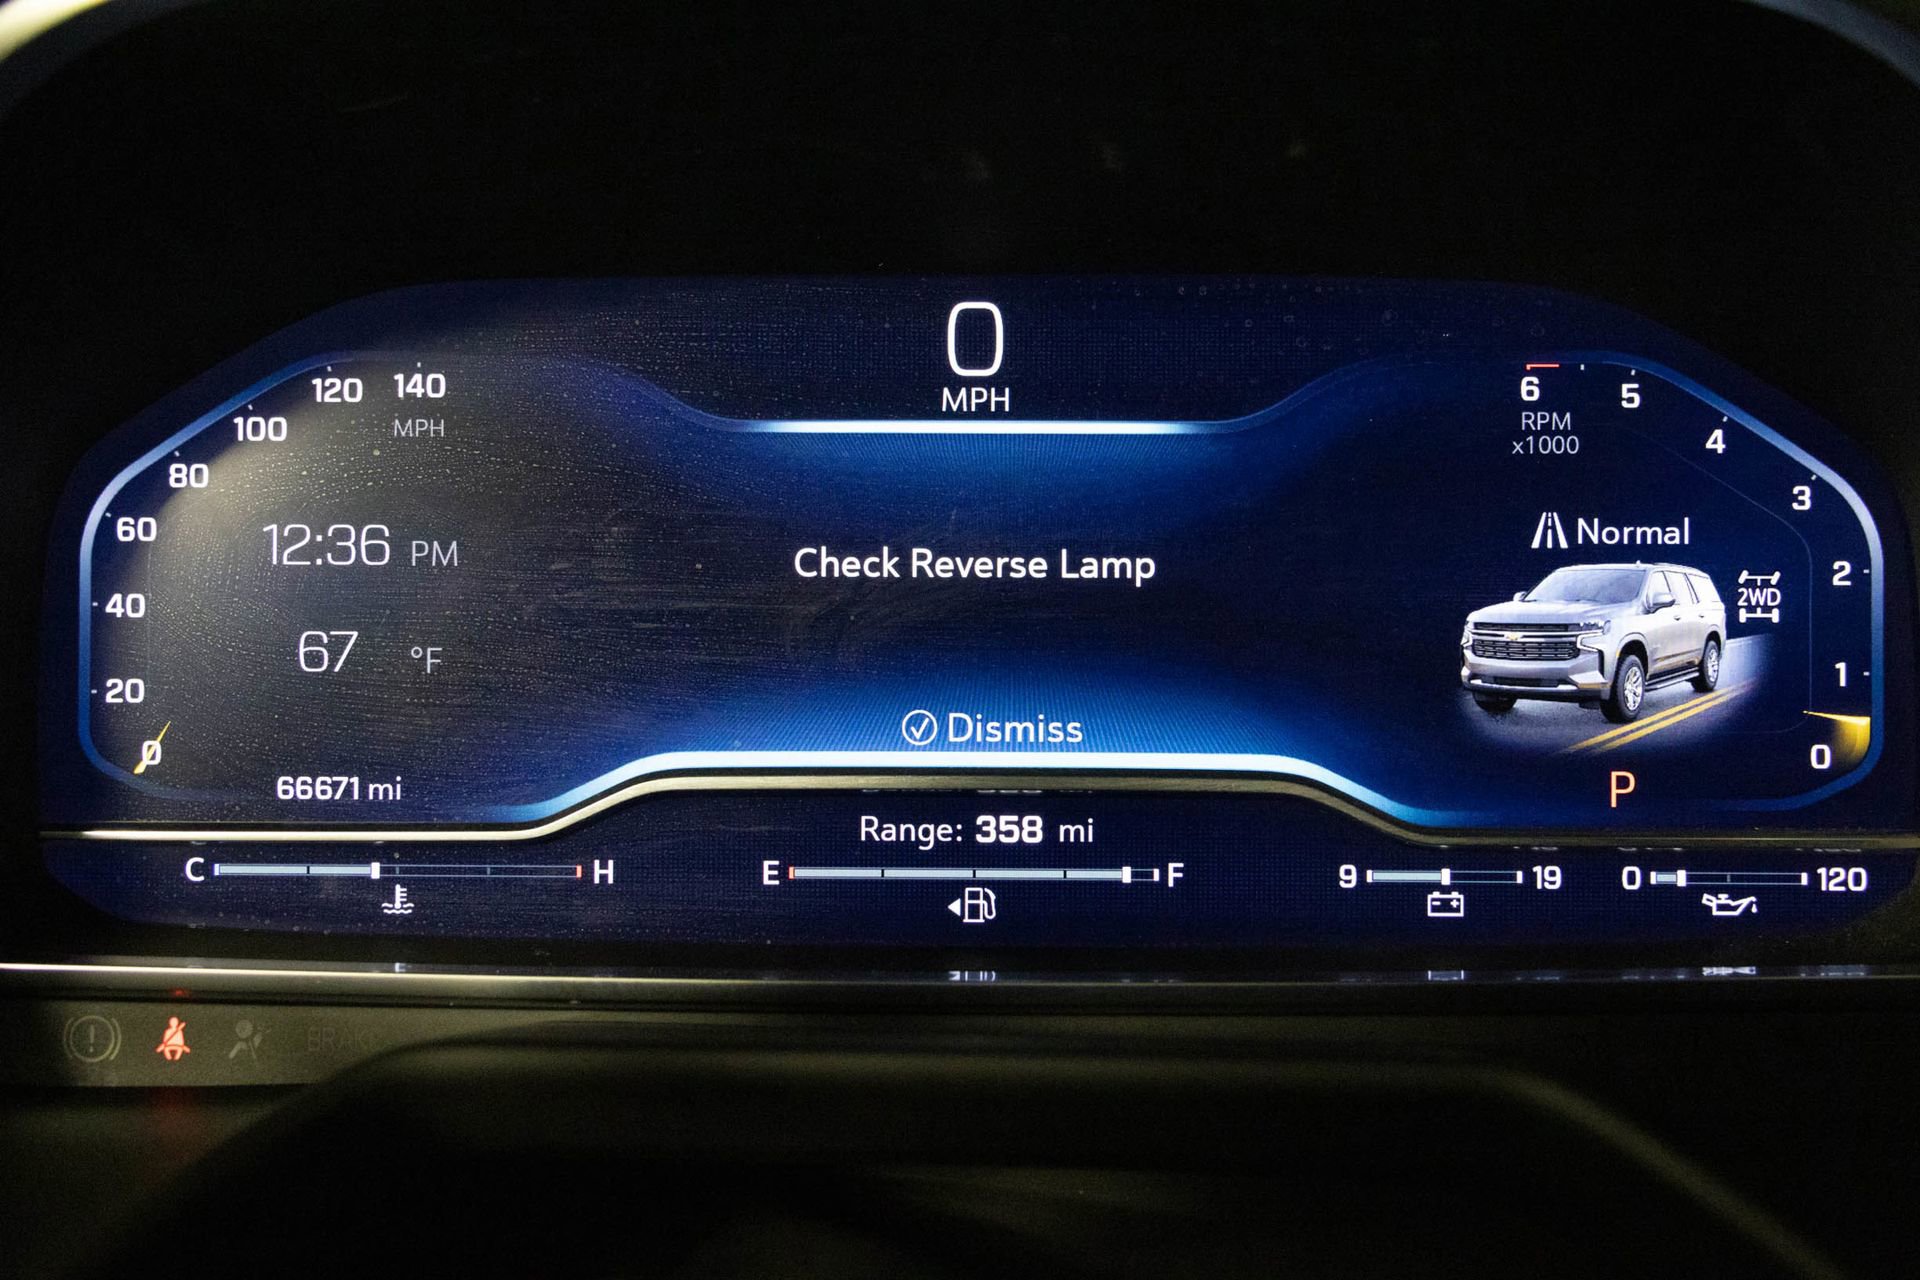 0
MPH
120 140
MPH
100
80
60
40
20
0
12:36 PM
67 °F
66671 mi
Check Reverse Lamp
Dismiss
6 5
RPM
x1000
4
3
2
1
0
Normal
2WD
P
Range: 358 mi
C H
E F
9 19
0 120
BRAKE